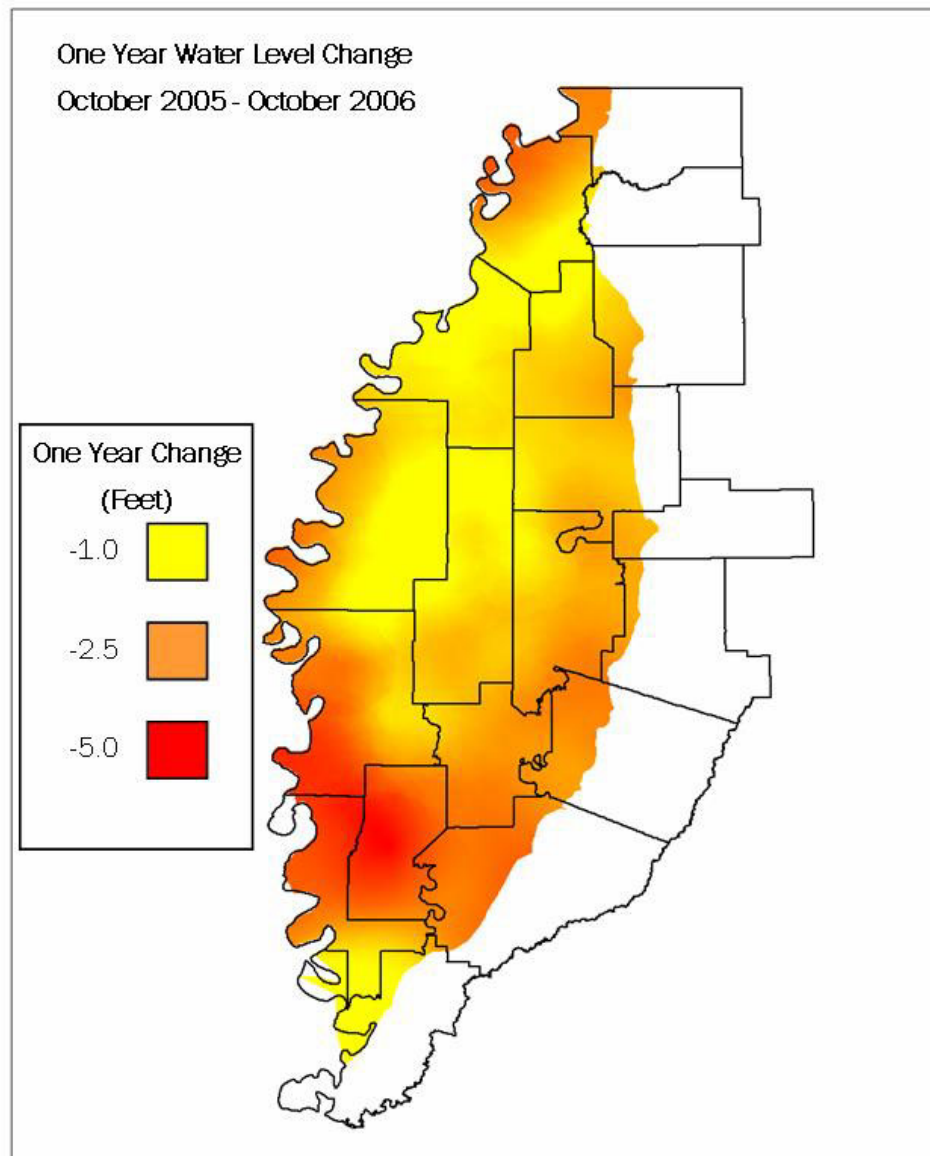 One Year Water Level Change
October 2005 - October 2006
One Year Change
(Feet)
-1.0
-2.5
-5.0